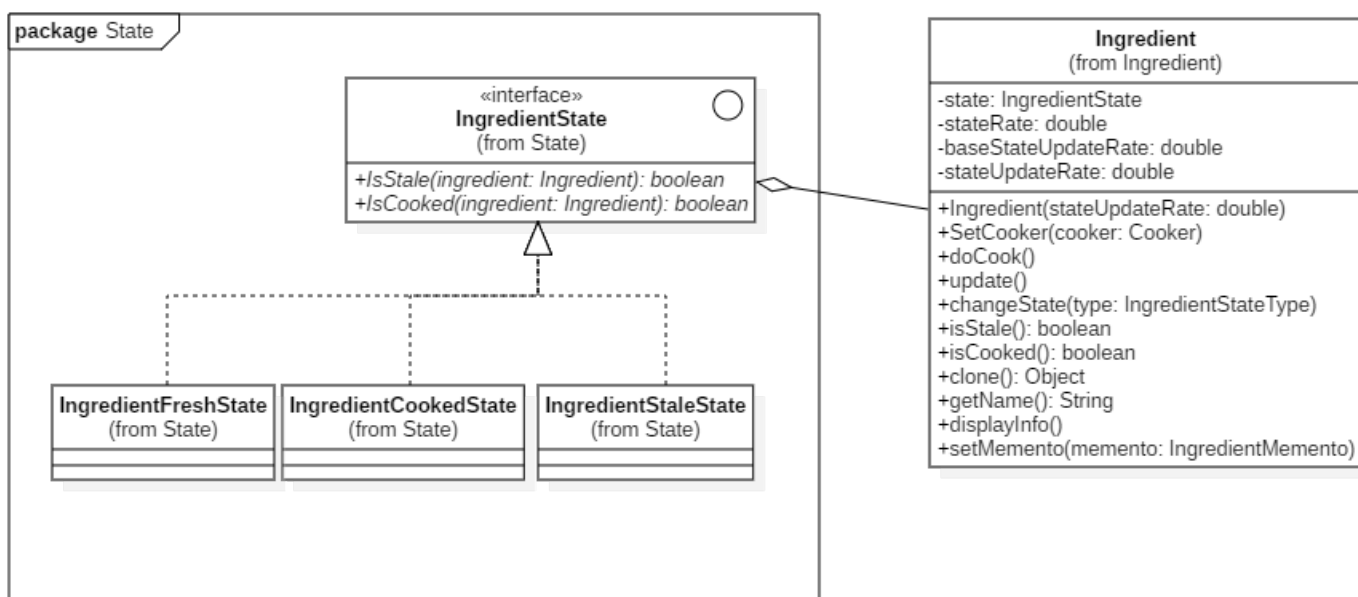 package State
«interface»
IngredientState
(from State)
+IsStale(ingredient: Ingredient): boolean
+IsCooked(ingredient: Ingredient): boolean
IngredientFreshState
(from State)
IngredientCookedState
(from State)
IngredientStaleState
(from State)
Ingredient
(from Ingredient)
-state: IngredientState
-stateRate: double
-baseStateUpdateRate: double
-stateUpdateRate: double
+Ingredient(stateUpdateRate: double)
+SetCooker(cooker: Cooker)
+doCook()
+update()
+changeState(type: IngredientStateType)
+isStale(): boolean
+isCooked(): boolean
+clone(): Object
+getName(): String
+displayInfo()
+setMemento(memento: IngredientMemento)